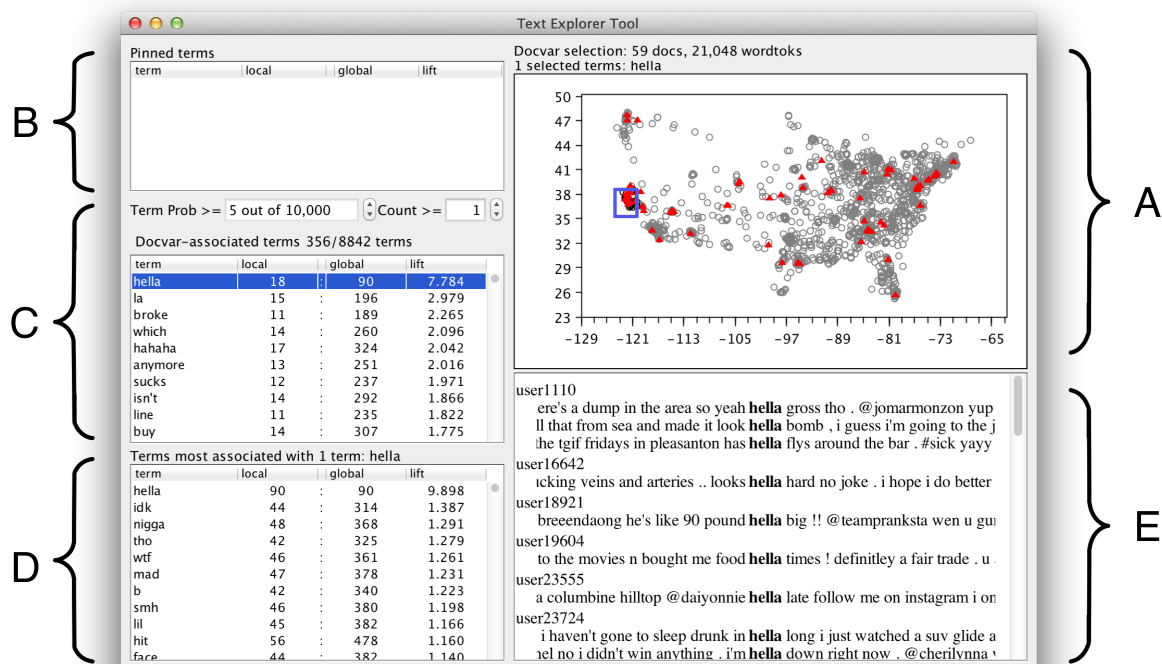 Text Explorer Tool
B
Pinned terms
term local global lift
Term Prob >= 5 out of 10,000 Count >= 1
C
Docvar-associated terms 356/8842 terms
term local global lift
hella 18 : 90 7.784
la 15 : 196 2.979
broke 11 : 189 2.265
which 14 : 260 2.096
hahaha 17 : 324 2.042
anymore 13 : 251 2.016
sucks 12 : 237 1.971
isn't 14 : 292 1.866
line 11 : 235 1.822
buy 14 : 307 1.775
D
Terms most associated with 1 term: hella
term local global lift
hella 90 : 90 9.898
idk 44 : 314 1.387
nigga 48 : 368 1.291
tho 42 : 325 1.279
wtf 46 : 361 1.261
mad 47 : 378 1.231
b 42 : 340 1.223
smh 46 : 380 1.198
lil 45 : 382 1.166
hit 56 : 478 1.160
face 44 : 382 1.140
Docvar selection: 59 docs, 21,048 wordtoks
1 selected terms: hella
A
50
47
44
41
38
35
32
29
26
23
-129 -121 -113 -105 -97 -89 -81 -73 -65
E
user1110
ere's a dump in the area so yeah hella gross tho . @jomarmonzon yup
ll that from sea and made it look hella bomb , i guess i'm going to the j
the tgif fridays in pleasanton has hella flys around the bar . #sick yayy
user16642
icking veins and arteries .. looks hella hard no joke . i hope i do better
user18921
breeendaong he's like 90 pound hella big !! @teampranksta wen u gu
user19604
to the movies n bought me food hella times ! definitley a fair trade . u
user23555
a columbine hilltop @daiyonnie hella late follow me on instagram i on
user23724
i haven't gone to sleep drunk in hella long i just watched a suv glide a
nel no i didn't win anything . i'm hella down right now . @cherilynna